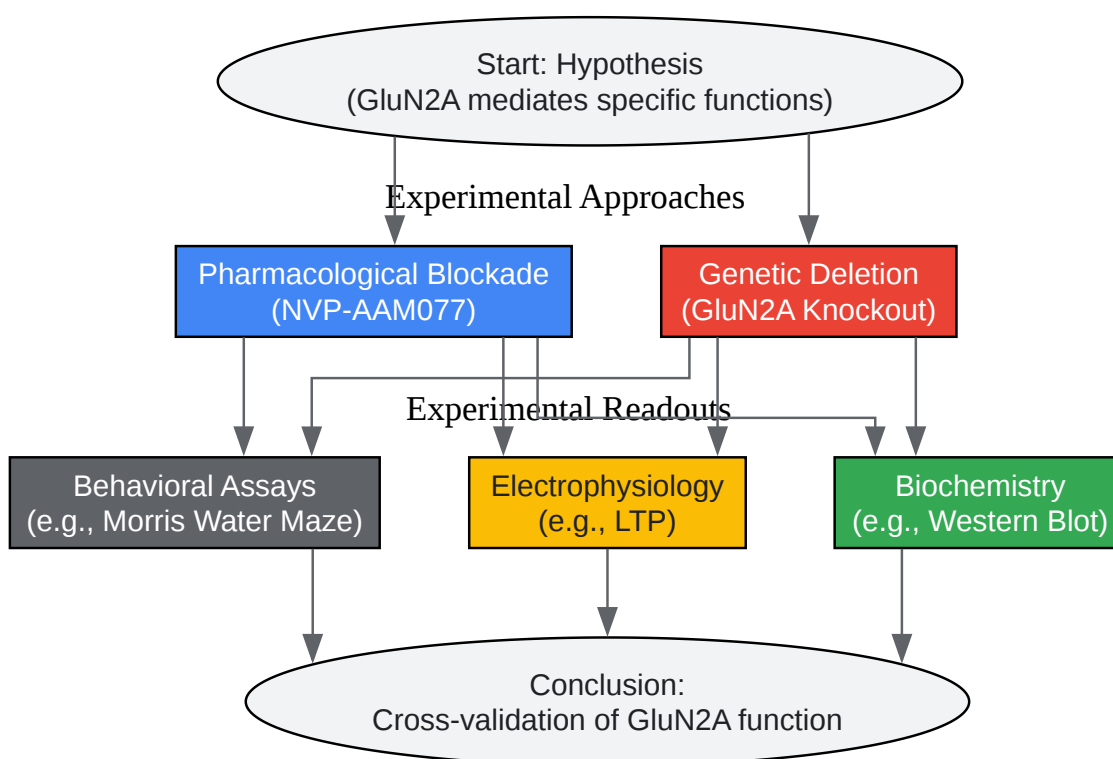 Start: Hypothesis
(GluN2A mediates specific functions)
Experimental Approaches
Pharmacological Blockade
(NVP-AAM077)
Genetic Deletion
(GluN2A Knockout)
Experimental Readouts
Behavioral Assays
(e.g., Morris Water Maze)
Electrophysiology
(e.g., LTP)
Biochemistry
(e.g., Western Blot)
Conclusion:
Cross-validation of GluN2A function